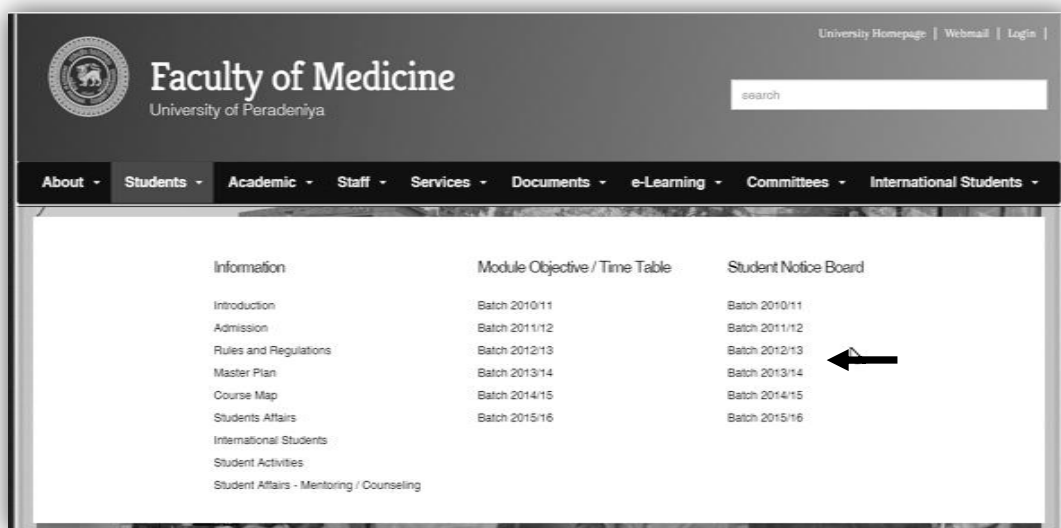 University Homepage | Webmail | Login |
Faculty of Medicine
University of Peradeniya
search
About Students Academic Staff Services Documents e-Learning Committees International Students
Information
Introduction
Admission
Rules and Regulations
Master Plan
Course Map
Students Affairs
International Students
Student Activities
Student Affairs - Mentoring / Counseling
Module Objective / Time Table
Batch 2010/11
Batch 2011/12
Batch 2012/13
Batch 2013/14
Batch 2014/15
Batch 2015/16
Student Notice Board
Batch 2010/11
Batch 2011/12
Batch 2012/13
Batch 2013/14
Batch 2014/15
Batch 2015/16